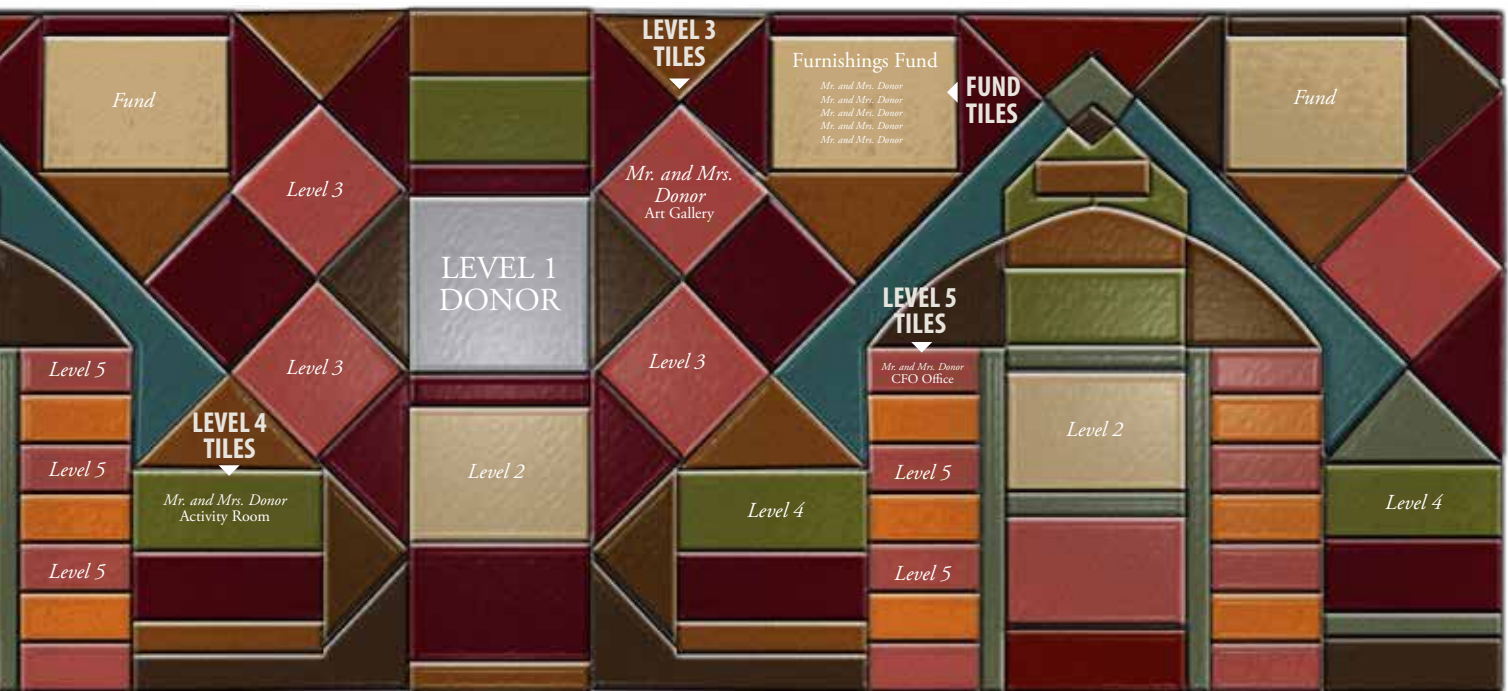 LEVEL 3
TILES
Furnishings Fund
Mr. and Mrs. Donor
Mr. and Mrs. Donor
Mr. and Mrs. Donor
Mr. and Mrs. Donor
Mr. and Mrs. Donor
FUND
TILES
Fund
Fund
Level 3
Mr. and Mrs.
Donor
Art Gallery
LEVEL 1
DONOR
LEVEL 5
TILES
Level 5
Level 3
Level 3
Mr. and Mrs. Donor
CFO Office
LEVEL 4
TILES
Level 2
Level 5
Level 2
Level 5
Mr. and Mrs. Donor
Activity Room
Level 4
Level 4
Level 5
Level 5